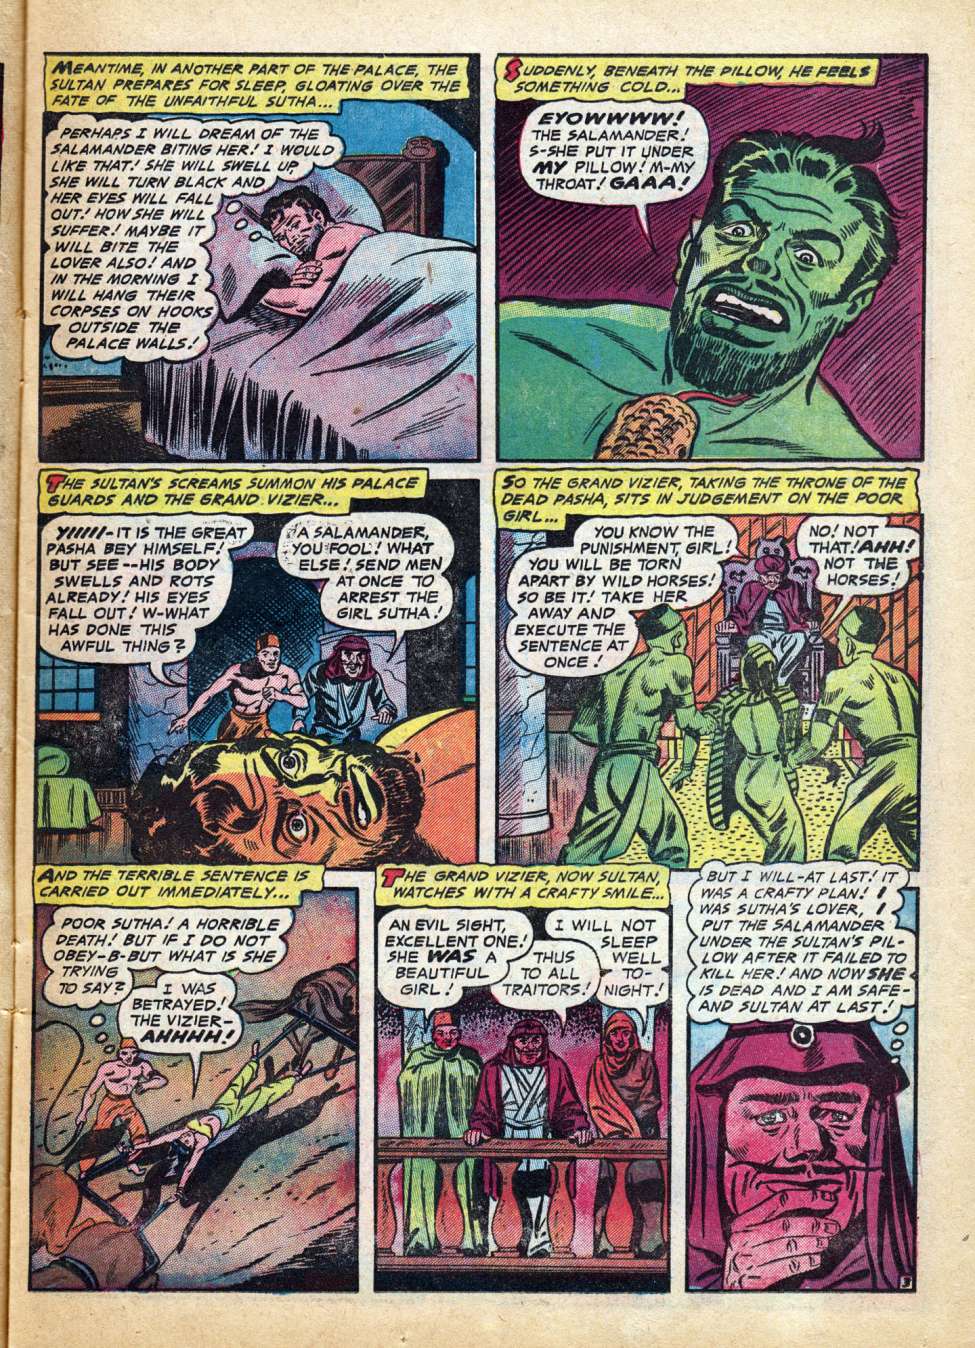 MEANTIME, IN ANOTHER PART OF THE PALACE, THE
SULTAN PREPARES FOR SLEEP, GLOATING OVER THE
FATE OF THE UNFAITHFUL SUTHA...
PERHAPS I WILL DREAM OF THE
SALAMANDER BITING HER! I WOULD
LIKE THAT! SHE WILL SWELL UP,
SHE WILL TURN BLACK AND
HER EYES WILL FALL
OUT! HOW SHE WILL
SUFFER! MAYBE IT
WILL BITE THE
LOVER ALSO! AND
IN THE MORNING I
WILL HANG THEIR
CORPSES ON HOOKS
OUTSIDE THE
PALACE WALLS!
SUDDENLY, BENEATH THE PILLOW, HE FEELS
SOMETHING COLD...
EYOWWWW!
THE SALAMANDER!
S-SHE PUT IT UNDER
MY PILLOW! M-MY
THROAT! GAAA!
THE SULTAN'S SCREAMS SUMMON HIS PALACE
GUARDS AND THE GRAND VIZIER...
YIIIII-IT IS THE GREAT
PASHA BEY HIMSELF!
BUT SEE--HIS BODY
SWELLS AND ROTS
ALREADY! HIS EYES
FALL OUT! W-WHAT
HAS DONE THIS
AWFUL THING?
A SALAMANDER,
YOU FOOL! WHAT
ELSE! SEND MEN
AT ONCE TO
ARREST THE
GIRL SUTHA!
SO THE GRAND VIZIER, TAKING THE THRONE OF THE
DEAD PASHA, SITS IN JUDGEMENT ON THE POOR
GIRL...
YOU KNOW THE
PUNISHMENT, GIRL!
YOU WILL BE TORN
APART BY WILD HORSES!
SO BE IT! TAKE HER
AWAY AND
EXECUTE THE
SENTENCE AT
ONCE!
NO! NOT
THAT! AHH!
NOT THE
HORSES!
AND THE TERRIBLE SENTENCE IS
CARRIED OUT IMMEDIATELY...
POOR SUTHA! A HORRIBLE
DEATH! BUT IF I DO NOT
OBEY-B-BUT WHAT IS SHE
TRYING
TO SAY?
I WAS
BETRAYED!
THE VIZIER-
AHHHH!
THE GRAND VIZIER, NOW SULTAN,
WATCHES WITH A CRAFTY SMILE...
AN EVIL SIGHT,
EXCELLENT ONE!
SHE WAS A
BEAUTIFUL
GIRL!
THUS
TO ALL
TRAITORS!
I WILL NOT
SLEEP
WELL
TO-
NIGHT!
BUT I WILL-AT LAST! IT
WAS A CRAFTY PLAN! I
WAS SUTHA'S LOVER, I
PUT THE SALAMANDER
UNDER THE SULTAN'S PIL-
LOW AFTER IT FAILED TO
KILL HER! AND NOW SHE
IS DEAD AND I AM SAFE-
AND SULTAN AT LAST!